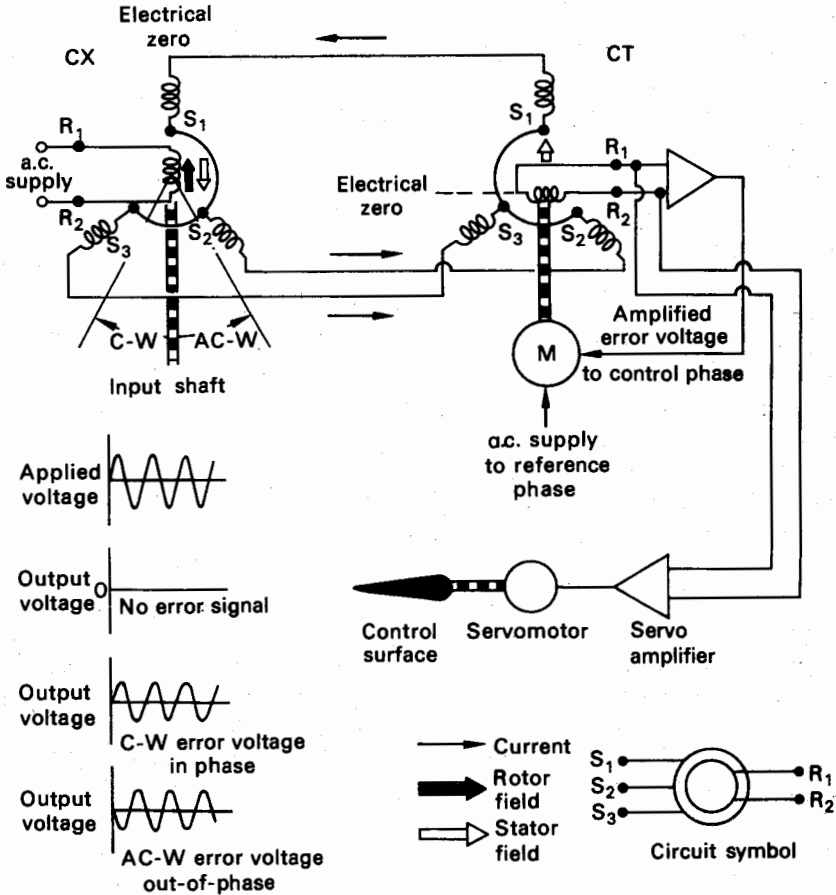 Electrical
zero
CX
CT
S1
R1
a.c.
supply
R2
S3
S2
S1
R1
Electrical
zero
R2
S3
S2
C-W
AC-W
Input shaft
Amplified
error voltage
to control phase
M
a.c. supply
to reference
phase
Applied
voltage
Output
voltage
O
No error signal
Output
voltage
C-W error voltage
in phase
Output
voltage
AC-W error voltage
out-of-phase
Control
surface
Servomotor
Servo
amplifier
Current
Rotor
field
Stator
field
S1
S2
S3
R1
R2
Circuit symbol